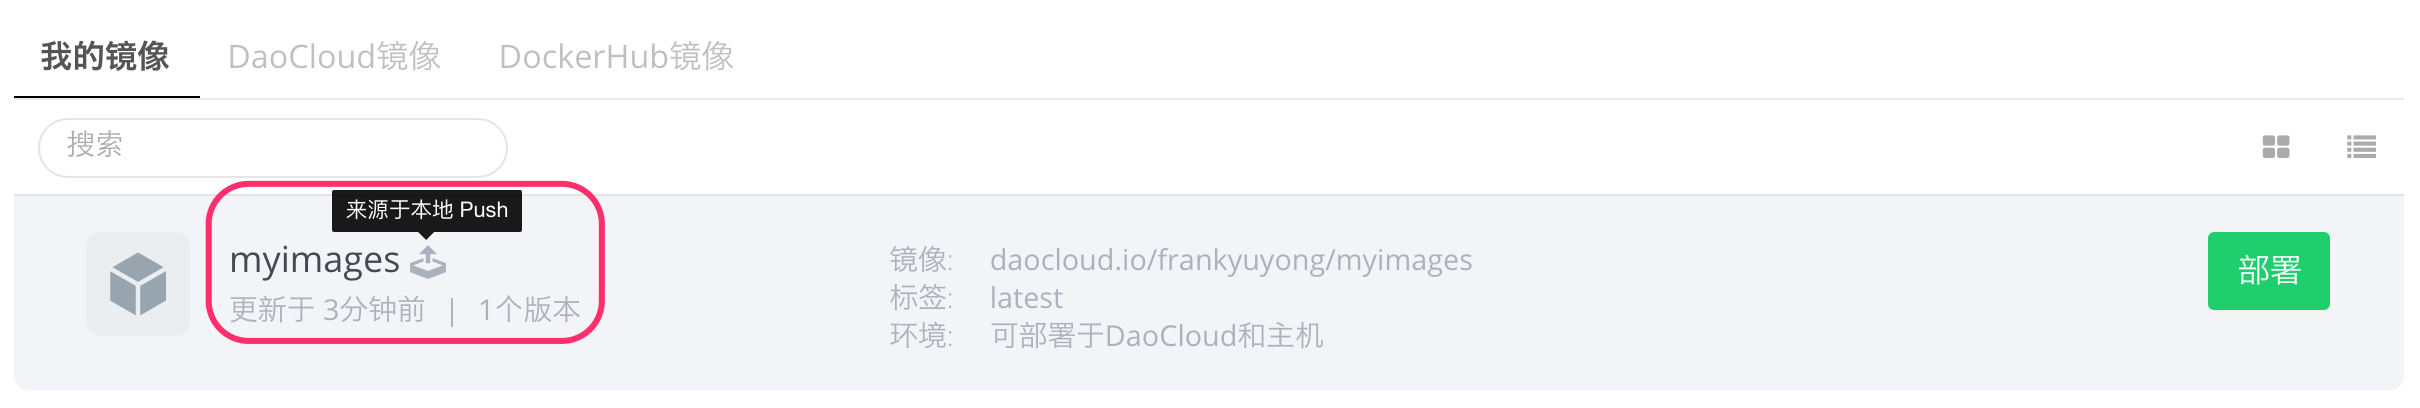 我的镜像 DaoCloud镜像 DockerHub镜像
搜索
来源于本地 Push
myimages
更新于 3分钟前 | 1个版本
镜像: daocloud.io/frankyuyong/myimages
标签: latest
环境: 可部署于DaoCloud和主机
部署